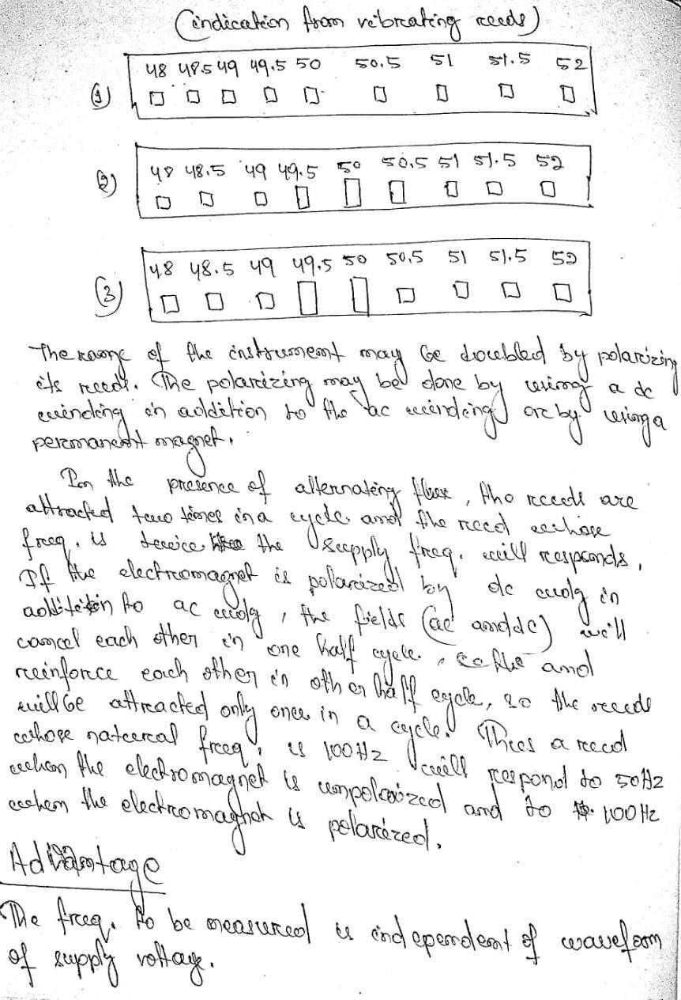 (indication from vibrating reeds)
48 48.5 49 49.5 50 50.5 51 51.5 52
(1)
48 48.5 49 49.5 50 50.5 51 51.5 52
(2)
48 48.5 49 49.5 50 50.5 51 51.5 52
(3)
The range of the instrument may be doubled by polarizing
its reeds. The polarizing may be done by using a dc
winding in addition to the ac winding or by using a
permanent magnet.
In the presence of alternating flux, the reeds are
attracted two times in a cycle and the reed whose
freq. is twice the supply freq. will responds.
If the electromagnet is polarized by dc wdg in
addition to ac wdg, the fields (ac and dc) will
cancel each other in one half cycle and
reinforce each other in other half cycle, so the reeds
will be attracted only once in a cycle. Thus a reed
whose natural freq. is 100Hz will respond to 50Hz
when the electromagnet is unpolarized and to 100Hz
when the electromagnet is polarized.
Advantage
The freq. to be measured is independent of waveform
of supply voltage.